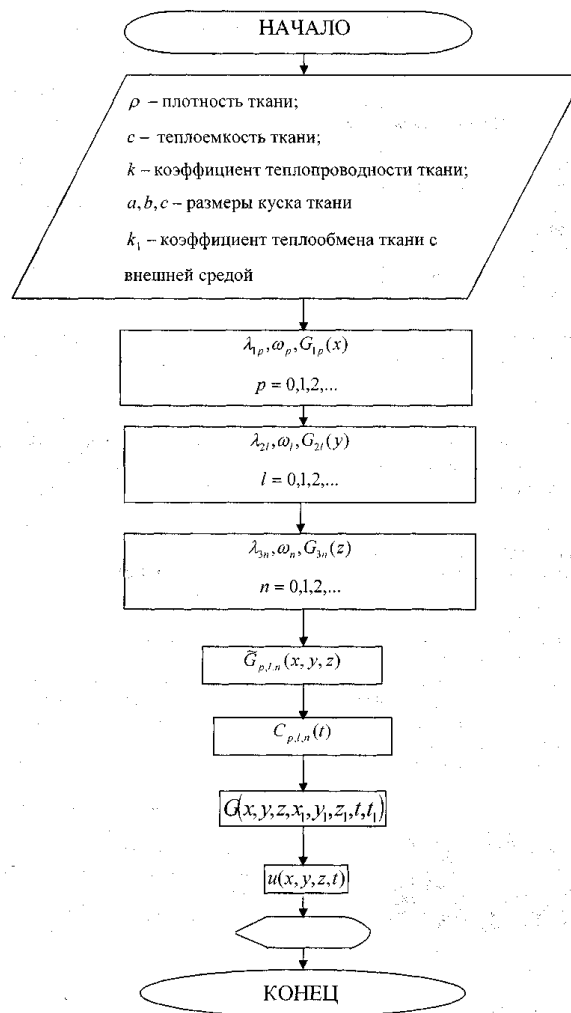 НАЧАЛО
ρ – плотность ткани;
c – теплоемкость ткани;
k – коэффициент теплопроводности ткани;
a, b, c – размеры куска ткани
k₁ – коэффициент теплообмена ткани с
внешней средой
λ₁ₚ, ωₚ, G₁ₚ(x)
p = 0,1,2,...
λ₂ₗ, ωₗ, G₂ₗ(y)
l = 0,1,2,...
λ₃ₙ, ωₙ, G₃ₙ(z)
n = 0,1,2,...
G̃ₚ,ₗ,ₙ(x, y, z)
Cₚ,ₗ,ₙ(t)
G(x, y, z, x₁, y₁, z₁, t, t₁)
u(x, y, z, t)
КОНЕЦ